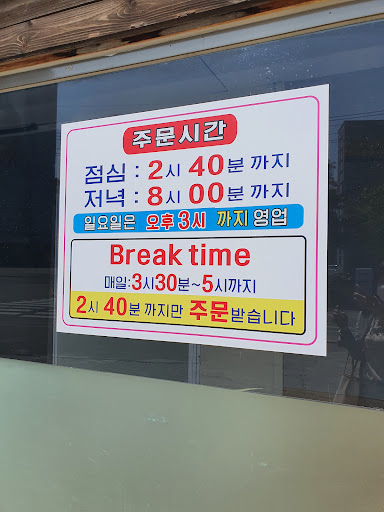 주문시간
점심 : 2시 40분 까지
저녁 : 8시 00분 까지
일요일은 오후 3시 까지 영업
Break time
매일:3시30분~5시까지
2시 40분 까지만 주문받습니다